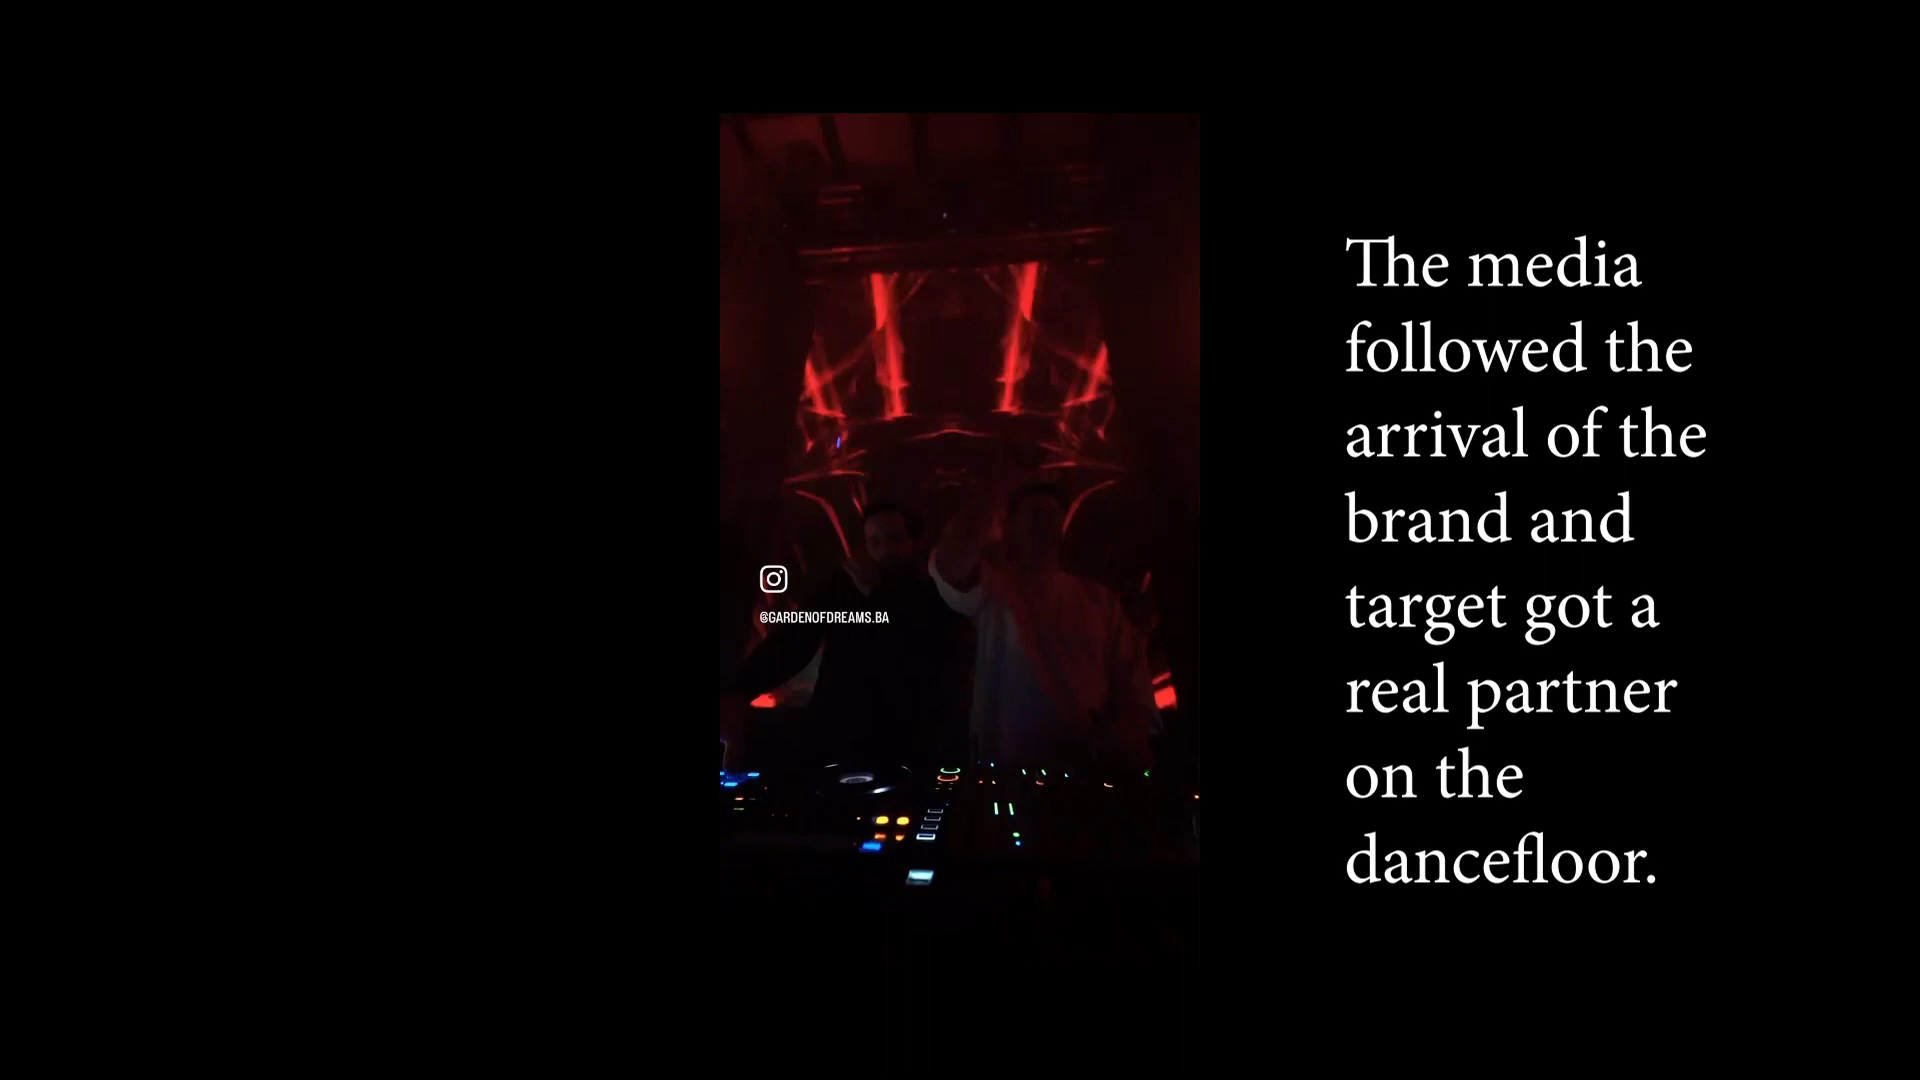 @GARDENOFDREAMS.BA
The media
followed the
arrival of the
brand and
target got a
real partner
on the
dancefloor.